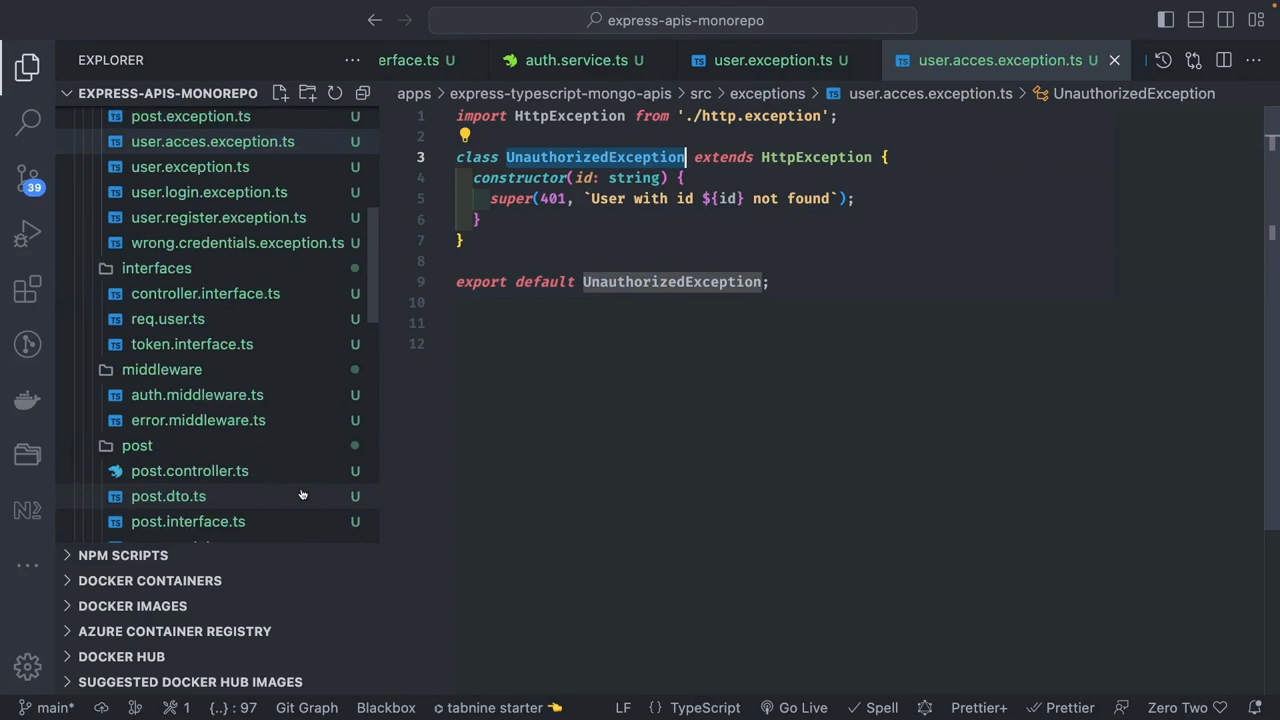 express-apis-monorepo
EXPLORER
erface.ts U
auth.service.ts U
user.exception.ts U
user.acces.exception.ts U
EXPRESS-APIS-MONOREPO
apps
express-typescript-mongo-apis
src
exceptions
user.acces.exception.ts
UnauthorizedException
post.exception.ts U
user.acces.exception.ts U
user.exception.ts U
user.login.exception.ts U
user.register.exception.ts U
wrong.credentials.exception.ts U
interfaces
controller.interface.ts U
req.user.ts U
token.interface.ts U
middleware
auth.middleware.ts U
error.middleware.ts U
post
post.controller.ts U
post.dto.ts U
post.interface.ts U
NPM SCRIPTS
DOCKER CONTAINERS
DOCKER IMAGES
AZURE CONTAINER REGISTRY
DOCKER HUB
SUGGESTED DOCKER HUB IMAGES
39
1 import HttpException from './http.exception';
2
3 class UnauthorizedException extends HttpException {
4 constructor(id: string) {
5 super(401, `User with id ${id} not found`);
6 }
7 }
8
9 export default UnauthorizedException;
10
11
12
main*
1
{..} : 97
Git Graph
Blackbox
tabnine starter
LF
{} TypeScript
Go Live
Spell
Prettier+
Prettier
Zero Two